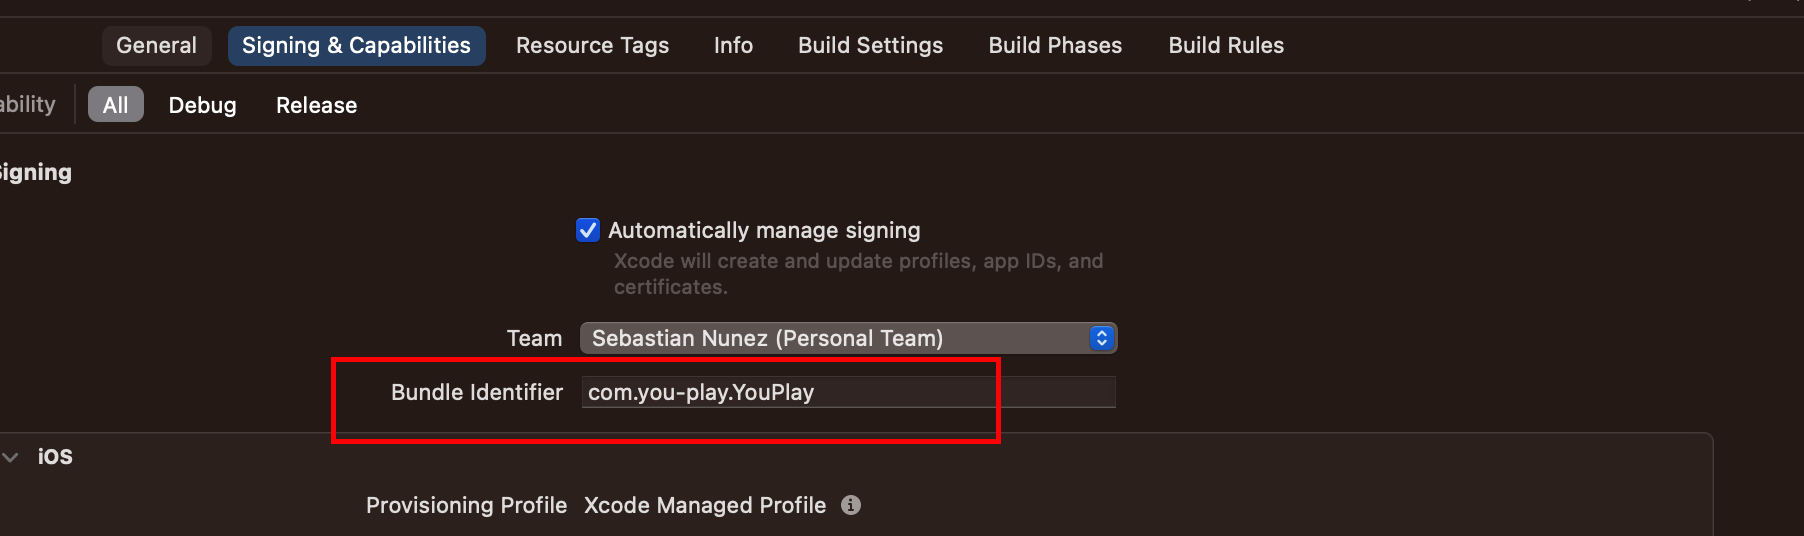 General Signing & Capabilities Resource Tags Info Build Settings Build Phases Build Rules
ability All Debug Release
Signing
Automatically manage signing
Xcode will create and update profiles, app IDs, and
certificates.
Team Sebastian Nunez (Personal Team)
Bundle Identifier com.you-play.YouPlay
iOS
Provisioning Profile Xcode Managed Profile